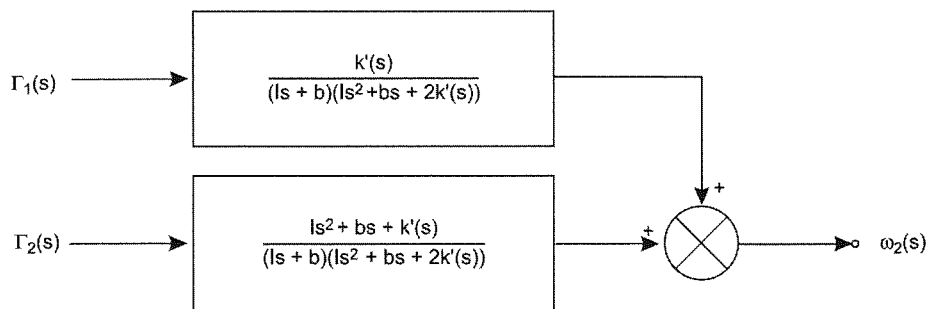 Γ₁(s)
k'(s)
(Is + b)(Is²+bs + 2k'(s))
+
Γ₂(s)
Is² + bs + k'(s)
(Is + b)(Is² + bs + 2k'(s))
+
ω₂(s)